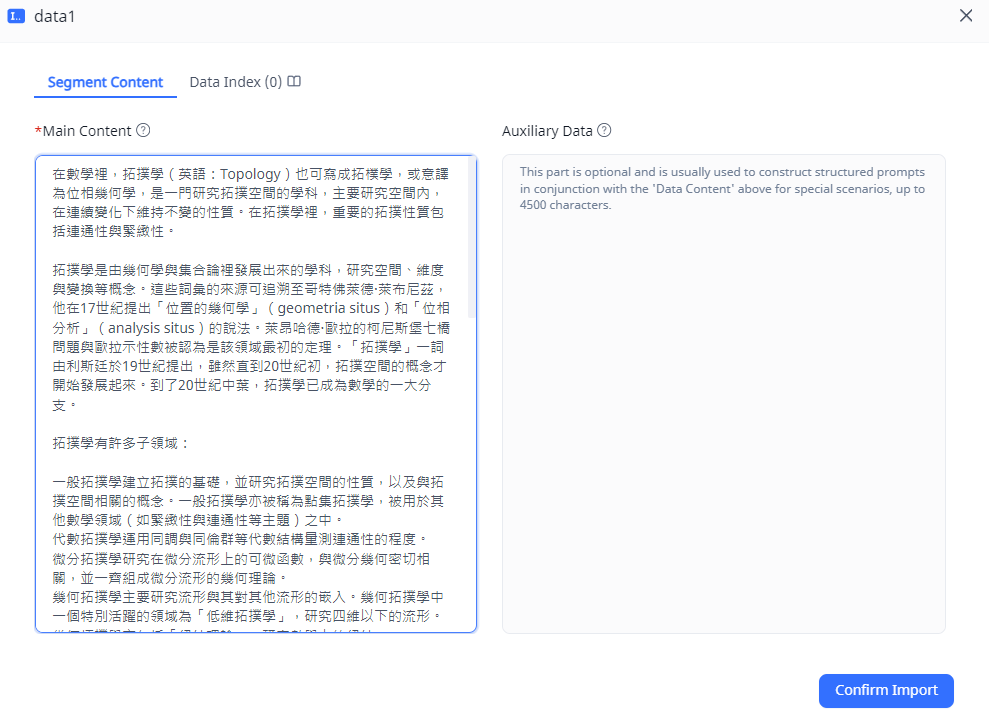 I..
data1
Segment Content
Data Index (0)
*Main Content
在數學裡，拓撲學（英語：Topology）也可寫成拓樸學，或意譯
為位相幾何學，是一門研究拓撲空間的學科，主要研究空間內，
在連續變化下維持不變的性質。在拓撲學裡，重要的拓撲性質包
括連通性與緊緻性。
拓撲學是由幾何學與集合論裡發展出來的學科，研究空間、維度
與變換等概念。這些詞彙的來源可追溯至哥特佛萊德·萊布尼茲，
他在17世紀提出「位置的幾何學」（geometria situs）和「位相
分析」（analysis situs）的說法。萊昂哈德·歐拉的柯尼斯堡七橋
問題與歐拉示性數被認為是該領域最初的定理。「拓撲學」一詞
由利斯廷於19世紀提出，雖然直到20世紀初，拓撲空間的概念才
開始發展起來。到了20世紀中葉，拓撲學已成為數學的一大分
支。
拓撲學有許多子領域：
一般拓撲學建立拓撲的基礎，並研究拓撲空間的性質，以及與拓
撲空間相關的概念。一般拓撲學亦被稱為點集拓撲學，被用於其
他數學領域（如緊緻性與連通性等主題）之中。
代數拓撲學運用同調與同倫群等代數結構量測連通性的程度。
微分拓撲學研究在微分流形上的可微函數，與微分幾何密切相
關，並一齊組成微分流形的幾何理論。
幾何拓撲學主要研究流形與其對其他流形的嵌入。幾何拓撲學中
一個特別活躍的領域為「低維拓撲學」，研究四維以下的流形。
Auxiliary Data
This part is optional and is usually used to construct structured prompts
in conjunction with the 'Data Content' above for special scenarios, up to
4500 characters.
Confirm Import